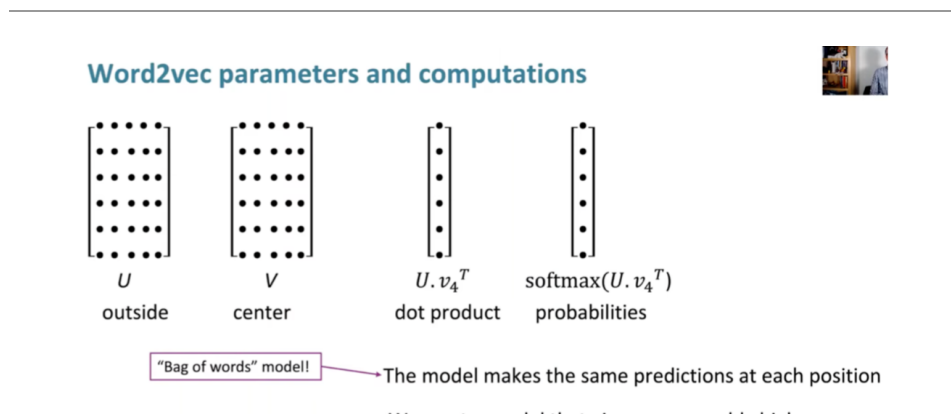 Word2vec parameters and computations
U V U.v₄ᵀ softmax(U.v₄ᵀ)
outside center dot product probabilities
"Bag of words" model!
The model makes the same predictions at each position